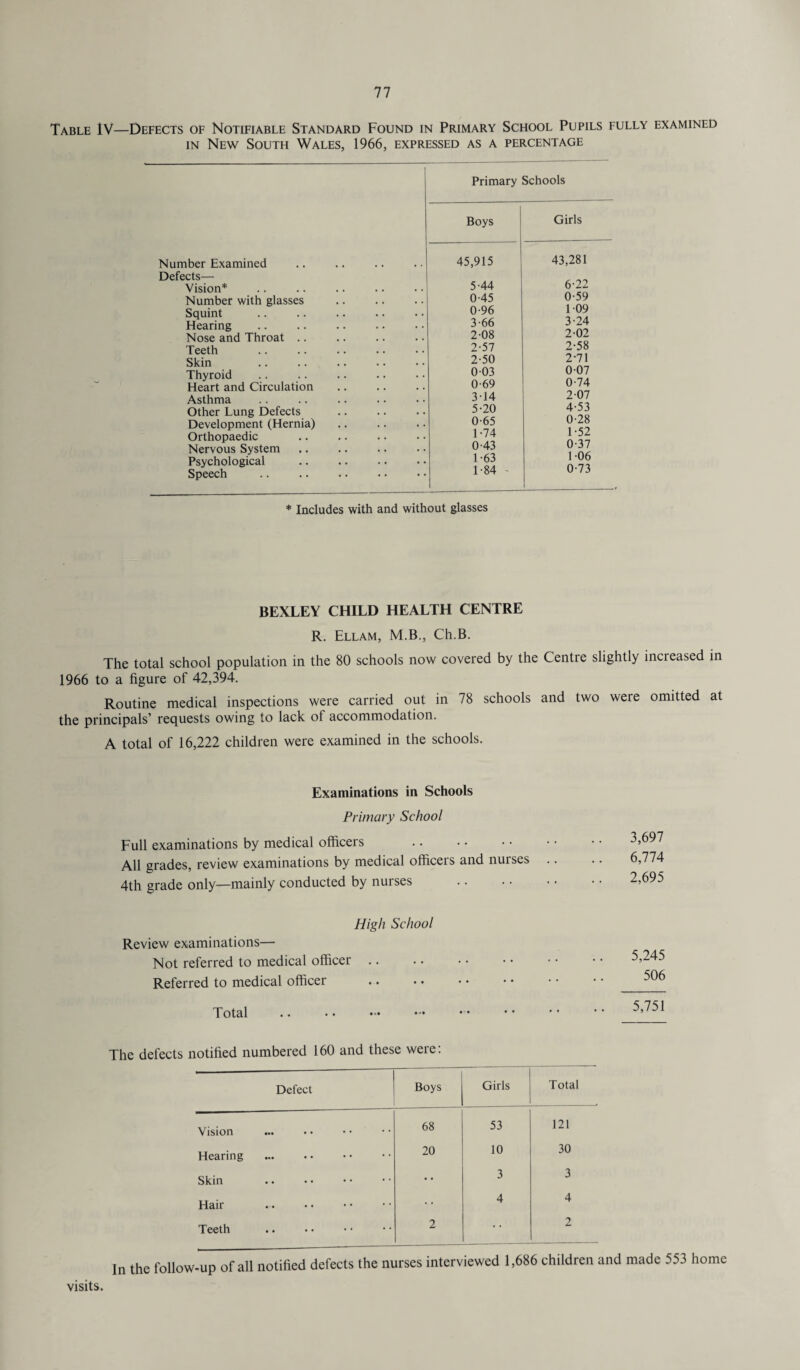 77
TABLE IV—DEFECTS OF NOTIFIABLE STANDARD FOUND IN PRIMARY SCHOOL PUPILS FULLY EXAMINED
IN NEW SOUTH WALES, 1966, EXPRESSED AS A PERCENTAGE
Primary Schools
Boys Girls
Number Examined .. .. .. .. 45,915 43,281
Defects—
Vision* .. .. .. .. .. 5·44 6·22
Number with glasses .. .. .. 0·45 0·59
Squint .. .. .. .. .. 0·96 1·09
Hearing .. .. .. .. .. 3·66 3·24
Nose and Throat .. .. .. .. 2·08 2·02
Teeth .. .. .. .. .. 2·57 2·58
Skin .. .. .. .. .. 2·50 2·71
Thyroid .. .. .. .. .. 0·03 0·07
Heart and Circulation .. .. .. 0·69 0·74
Asthma .. .. .. .. .. 3·14 2·07
Other Lung Defects .. .. .. 5·20 4·53
Development (Hernia) .. .. .. 0·65 0·28
Orthopaedic .. .. .. .. 1·74 1·52
Nervous System .. .. .. .. 0·43 0·37
Psychological .. .. .. .. 1·63 1·06
Speech .. .. .. .. .. 1·84 0·73
* Includes with and without glasses
BEXLEY CHILD HEALTH CENTRE
R. ELLAM, M.B., Ch.B.
The total school population in the 80 schools now covered by the Centre slightly increased in
1966 to a figure of 42,394.
Routine medical inspections were carried out in 78 schools and two were omitted at
the principals' requests owing to lack of accommodation.
A total of 16,222 children were examined in the schools.
Examinations in Schools
Primary School
Full examinations by medical officers .. .. .. .. .. 3,697
All grades, review examinations by medical officers and nurses .. .. 6,774
4th grade only—mainly conducted by nurses .. .. .. .. 2,695
High School
Review examinations—
Not referred to medical officer .. .. .. .. .. .. 5,245
Referred to medical officer .. .. .. .. .. .. 506
Total .. .. .. .. .. .. .. .. 5,751
The defects notified numbered 160 and these were:
Defect Boys Girls Total
Vision ... .. .. .. 68 53 121
Hearing ... .. .. .. 20 10 30
Skin .. .. .. .. .. 3 3
Hair .. .. .. .. .. 4 4
Teeth .. .. .. .. 2 .. 2
In the follow-up of all notified defects the nurses interviewed 1,686 children and made 553 home
visits.